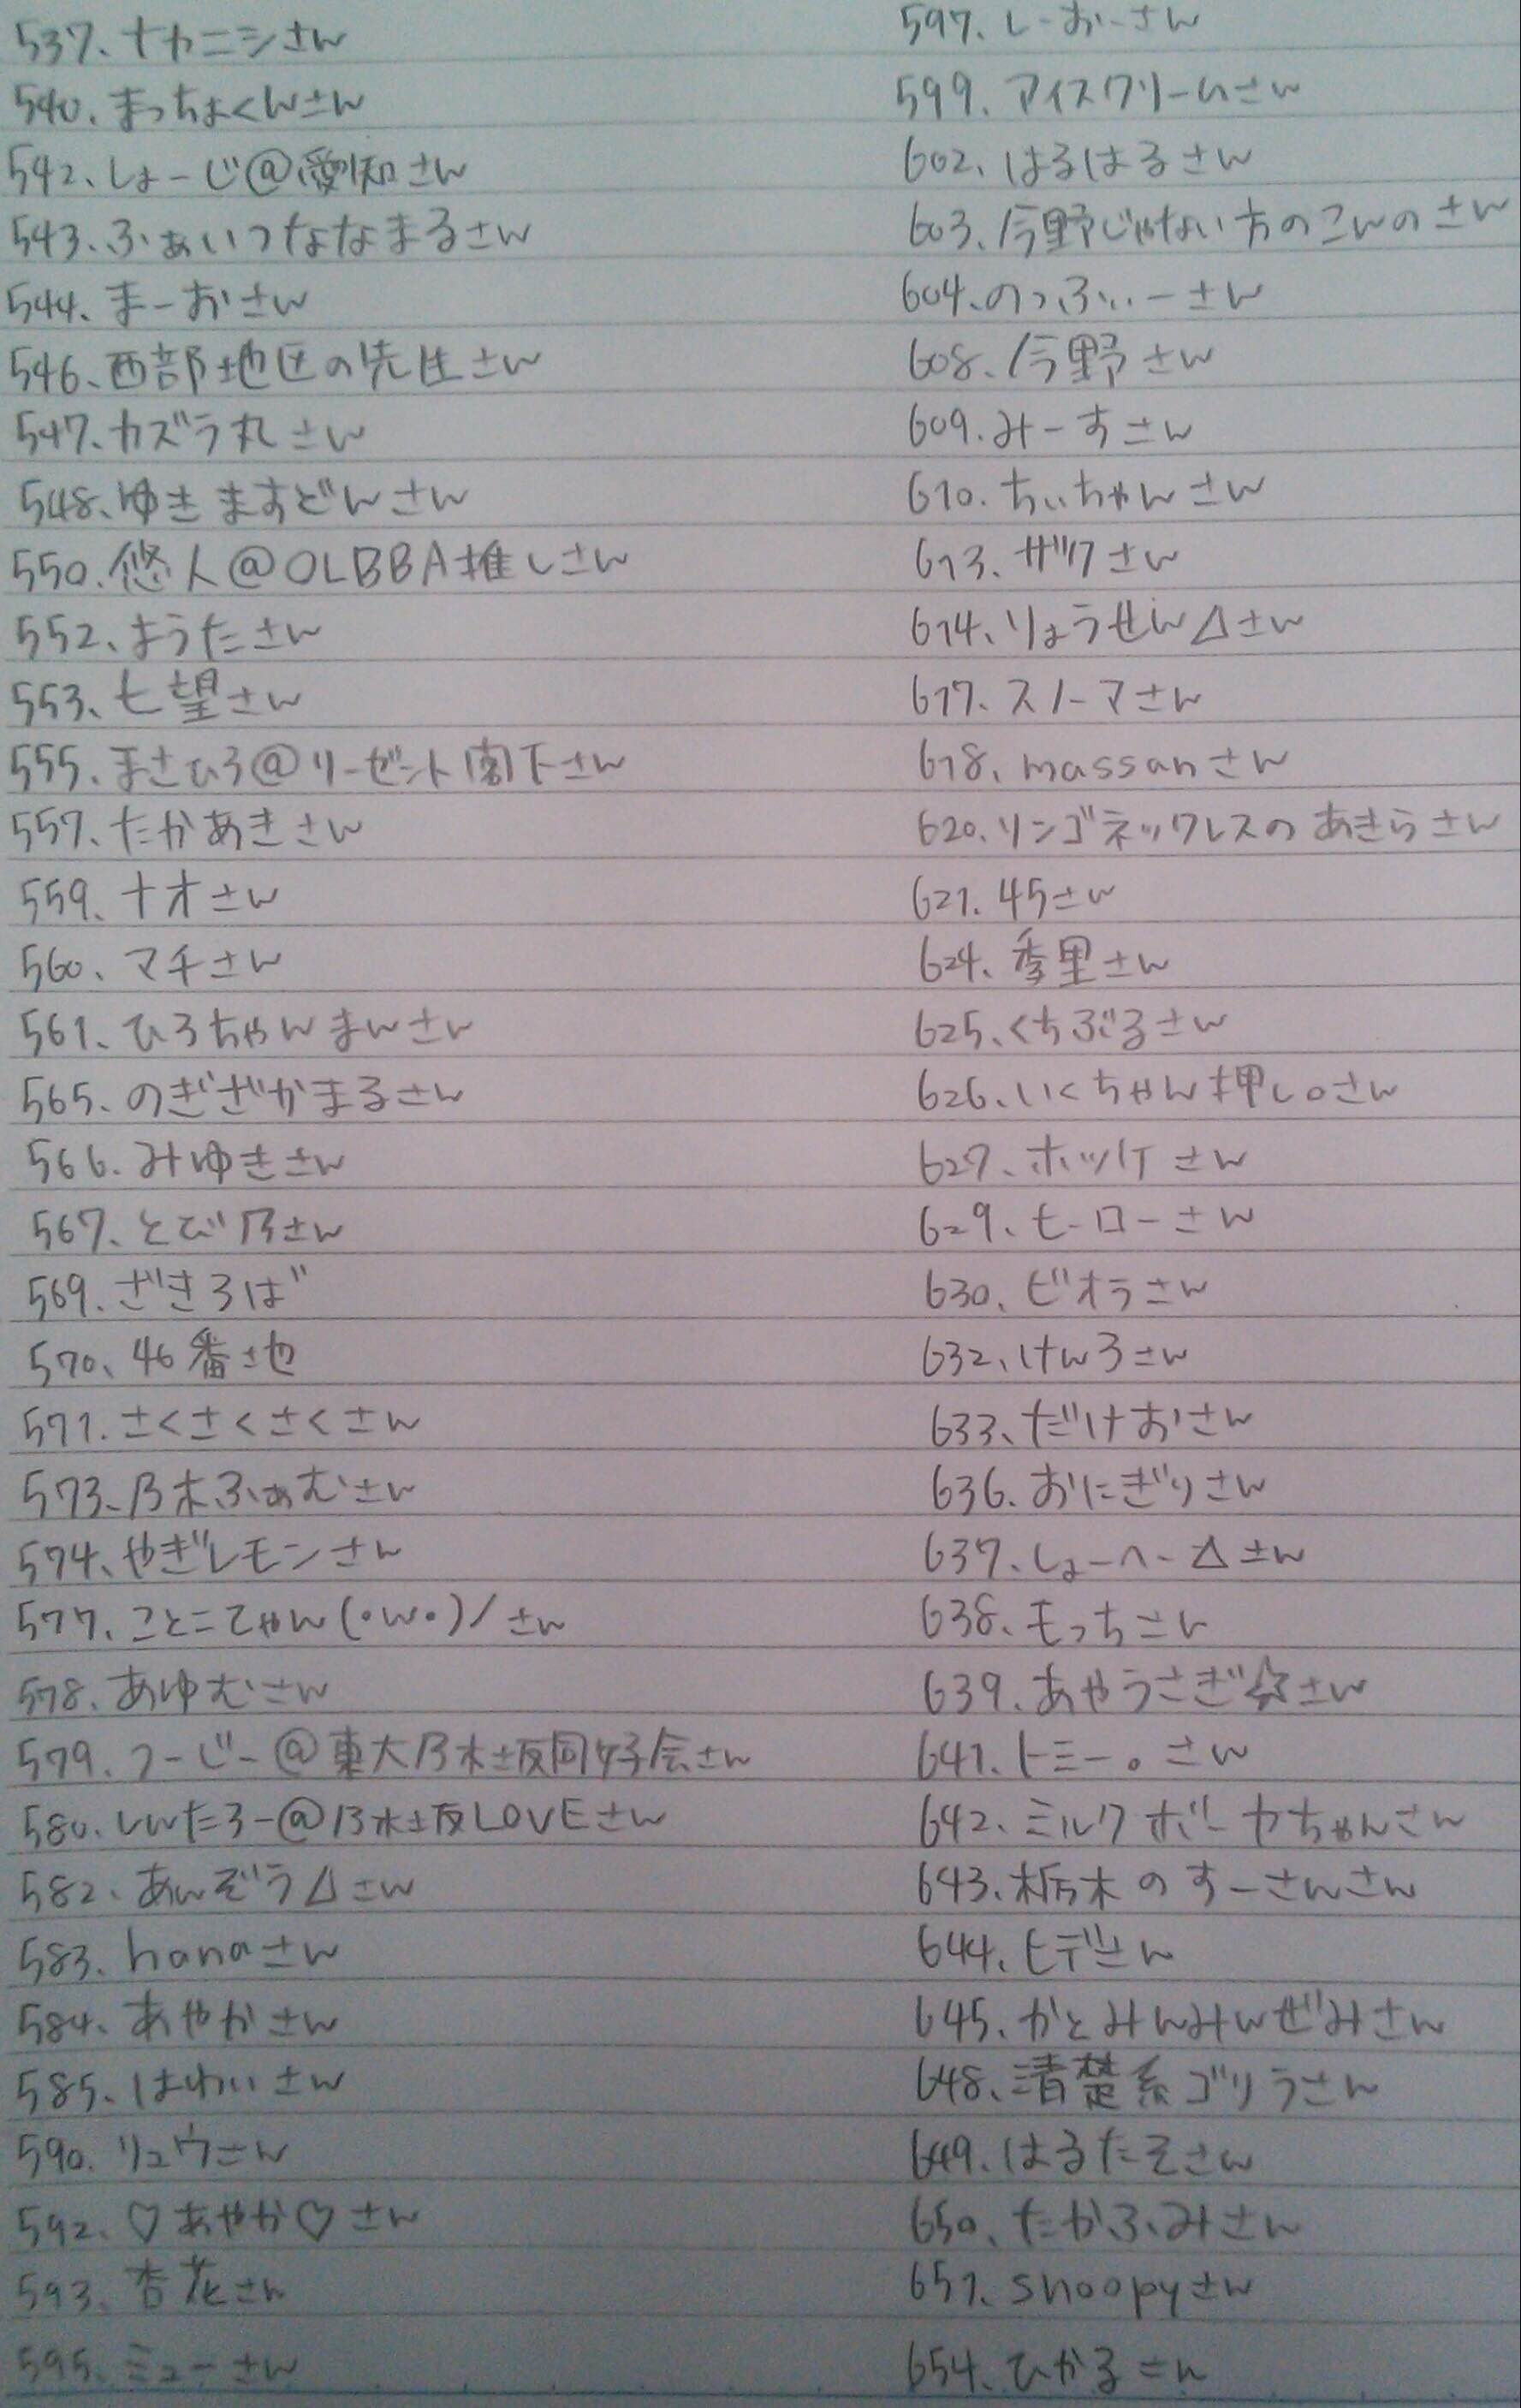 537、ナカニシさん
540、まっちょくんさん
542、しょーじ@愛知さん
543、ふぁいつななまるさん
544、まーおさん
546、西部地区の先生さん
547、カズラ丸さん
548、ゆきますどんさん
550、悠人@OLBBA推しさん
552、ようたさん
553、七望さん
555、まさひろ@リーゼント閣下さん
557、たかあきさん
559、ナオさん
560、マチさん
561、ひろちゃんまんさん
565、のぎざかまるさん
566、みゆきさん
567、とび乃さん
569、ざきろば
570、46番地
571、さくさくさくさん
573、乃木ふぁむさん
574、やぎレモンさん
577、ことこてゃん(・w・)/さん
578、あゆむさん
579、つーじー@東大乃木坂同好会さん
580、しんたろー@乃木坂LOVEさん
582、あんぞう△さん
583、hanaさん
584、あやかさん
585、はわいさん
590、リュウさん
592、♡あやか♡さん
593、杏花さん
595、ミューさん
597、しーおーさん
599、アイスクリームさん
602、はるはるさん
603、今野じゃない方のこんのさん
604、のっふぃーさん
608、今野さん
609、みーすさん
610、ちぃちゃんさん
613、ザックさん
614、りょうせん△さん
617、スノーマさん
618、massanさん
620、リンゴネックレスのあきらさん
621、45さん
624、季里さん
625、くちぶるさん
626、いくちゃん押し。さん
627、ホッケさん
629、ヒーローさん
630、ビオラさん
632、けんろさん
633、だけおさん
636、おにぎりさん
637、しょーへー△さん
638、もっちさん
639、あやうさぎ☆さん
641、トミー。さん
642、ミルクボーヤちゃんさん
643、栃木のすーさんさん
644、ヒデさん
645、かとみんみんぜみさん
648、清楚系ゴリラさん
649、はるたそさん
650、たかふみさん
651、snoopyさん
654、ひかるさん